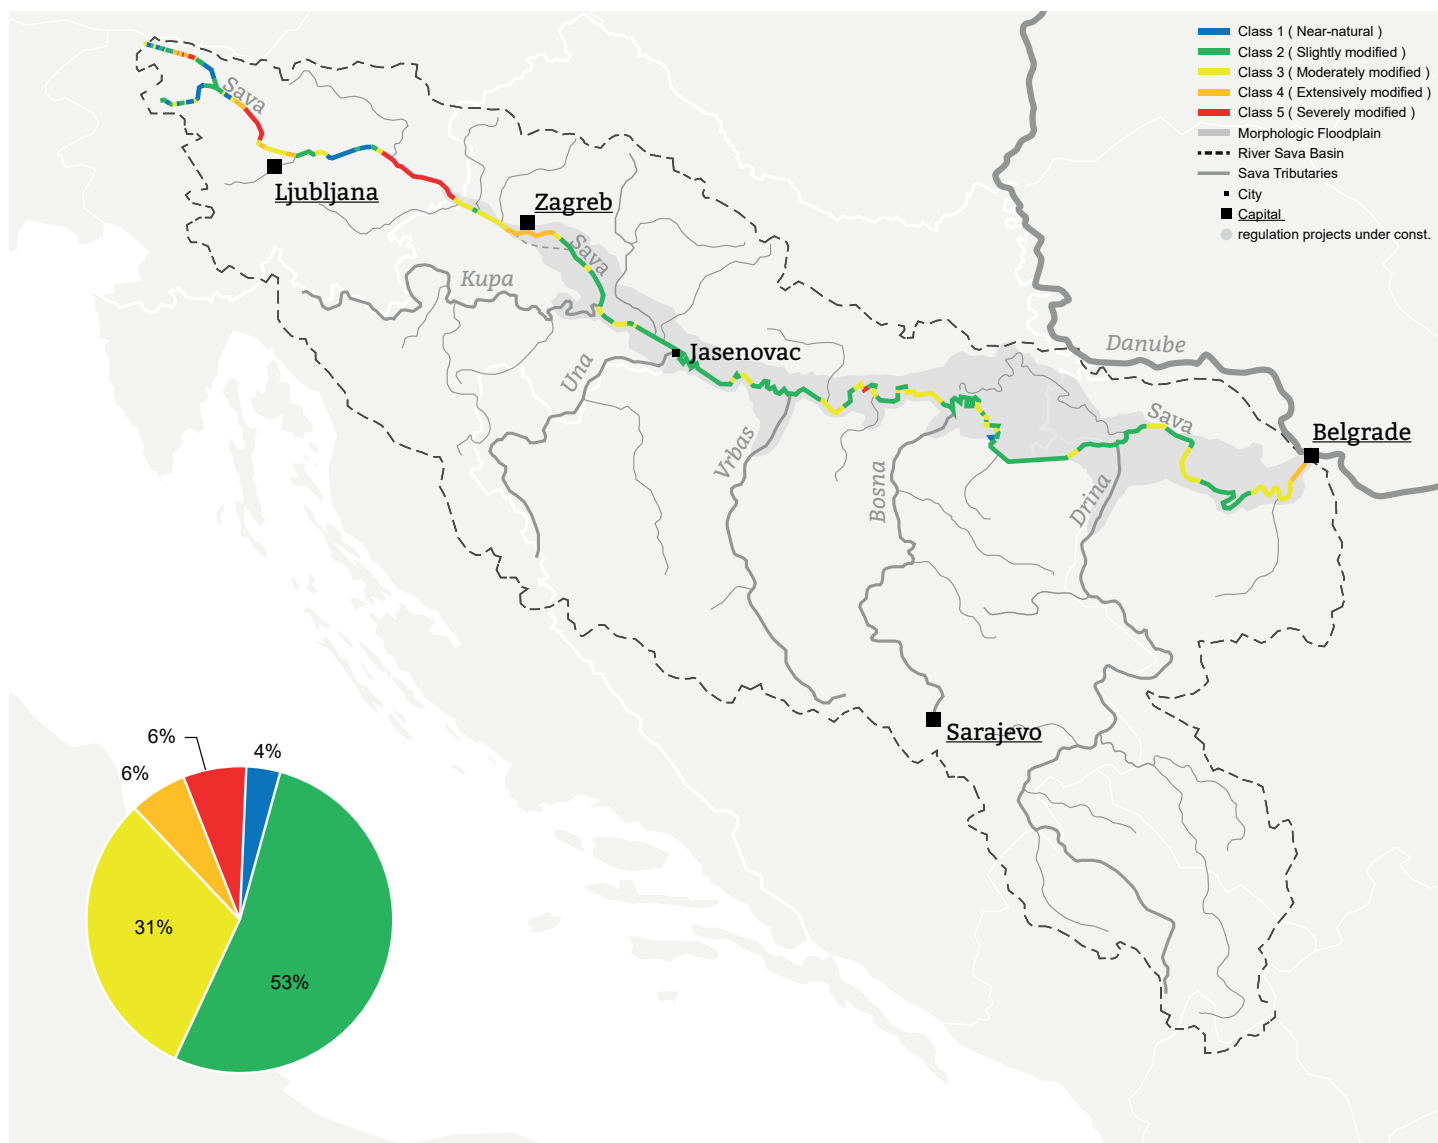 Class 1 ( Near-natural )
Class 2 ( Slightly modified )
Class 3 ( Moderately modified )
Class 4 ( Extensively modified )
Class 5 ( Severely modified )
Morphologic Floodplain
River Sava Basin
Sava Tributaries
City
Capital
regulation projects under const.
Sava
Ljubljana
Zagreb
Sava
Kupa
Una
Jasenovac
Danube
Sava
Belgrade
Vrbas
Bosna
Drina
Sarajevo
6%
4%
6%
31%
53%